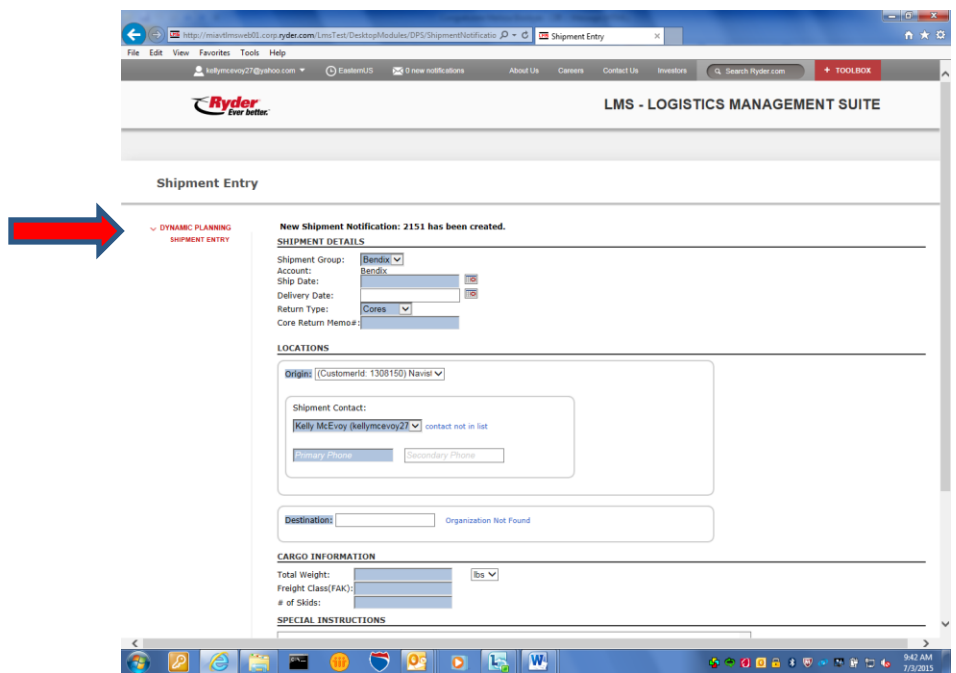 http://miavtlmsweb01.corp.ryder.com/LmsTest/DesktopModules/DPS/ShipmentNotificatio
Shipment Entry
File Edit View Favorites Tools Help
kellymcevoy27@yahoo.com EasternUS 0 new notifications About Us Careers Contact Us Investors Search Ryder.com + TOOLBOX
Ryder
Ever better.
LMS - LOGISTICS MANAGEMENT SUITE
Shipment Entry
DYNAMIC PLANNING
SHIPMENT ENTRY
New Shipment Notification: 2151 has been created.
SHIPMENT DETAILS
Shipment Group: Bendix
Account: Bendix
Ship Date:
Delivery Date:
Return Type: Cores
Core Return Memo#:
LOCATIONS
Origin: (CustomerId: 1308150) Navist
Shipment Contact:
Kelly McEvoy (kellymcevoy27 contact not in list
Primary Phone Secondary Phone
Destination: Organization Not Found
CARGO INFORMATION
Total Weight: lbs
Freight Class(FAK):
# of Skids:
SPECIAL INSTRUCTIONS
9:42 AM
7/3/2015